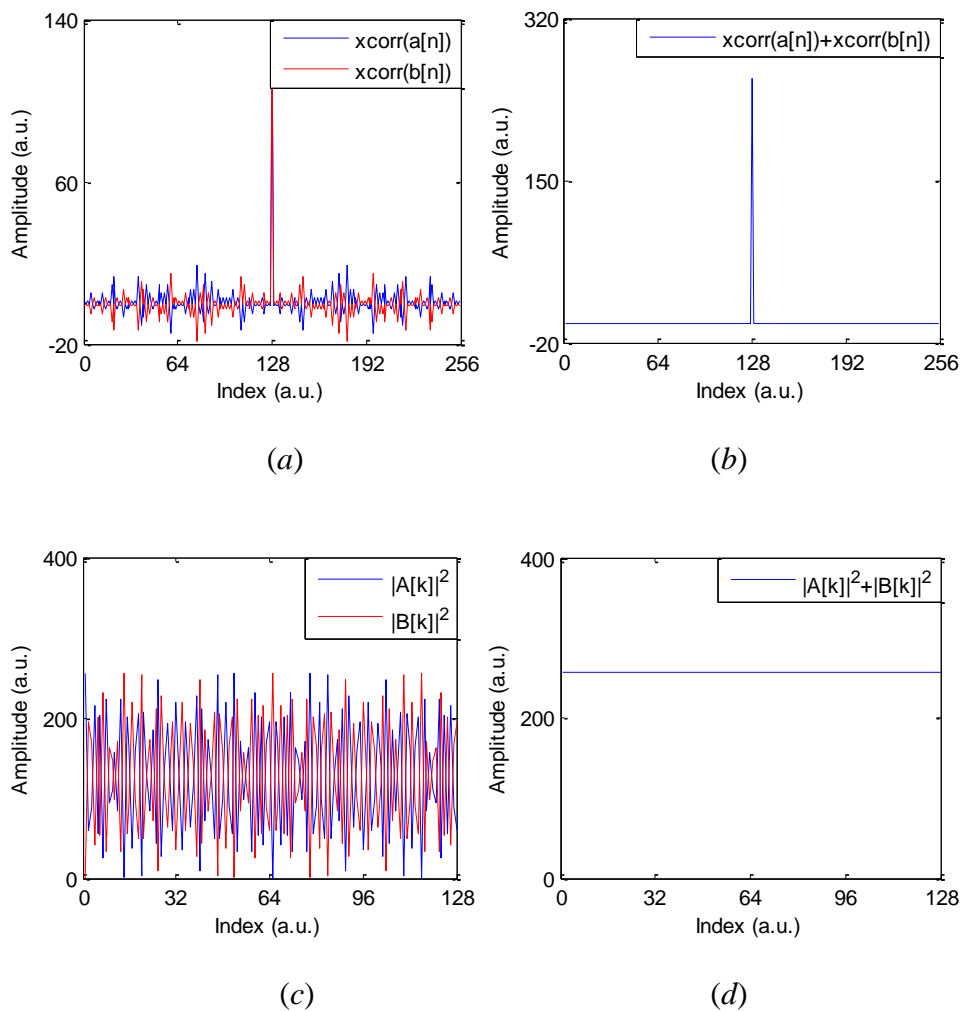 140
60
-20
Amplitude (a.u.)
xcorr(a[n])
xcorr(b[n])
0 64 128 192 256
Index (a.u.)
(a)
320
150
-20
Amplitude (a.u.)
xcorr(a[n])+xcorr(b[n])
0 64 128 192 256
Index (a.u.)
(b)
400
200
0
Amplitude (a.u.)
|A[k]|²
|B[k]|²
0 32 64 96 128
Index (a.u.)
(c)
400
200
0
Amplitude (a.u.)
|A[k]|²+|B[k]|²
0 32 64 96 128
Index (a.u.)
(d)